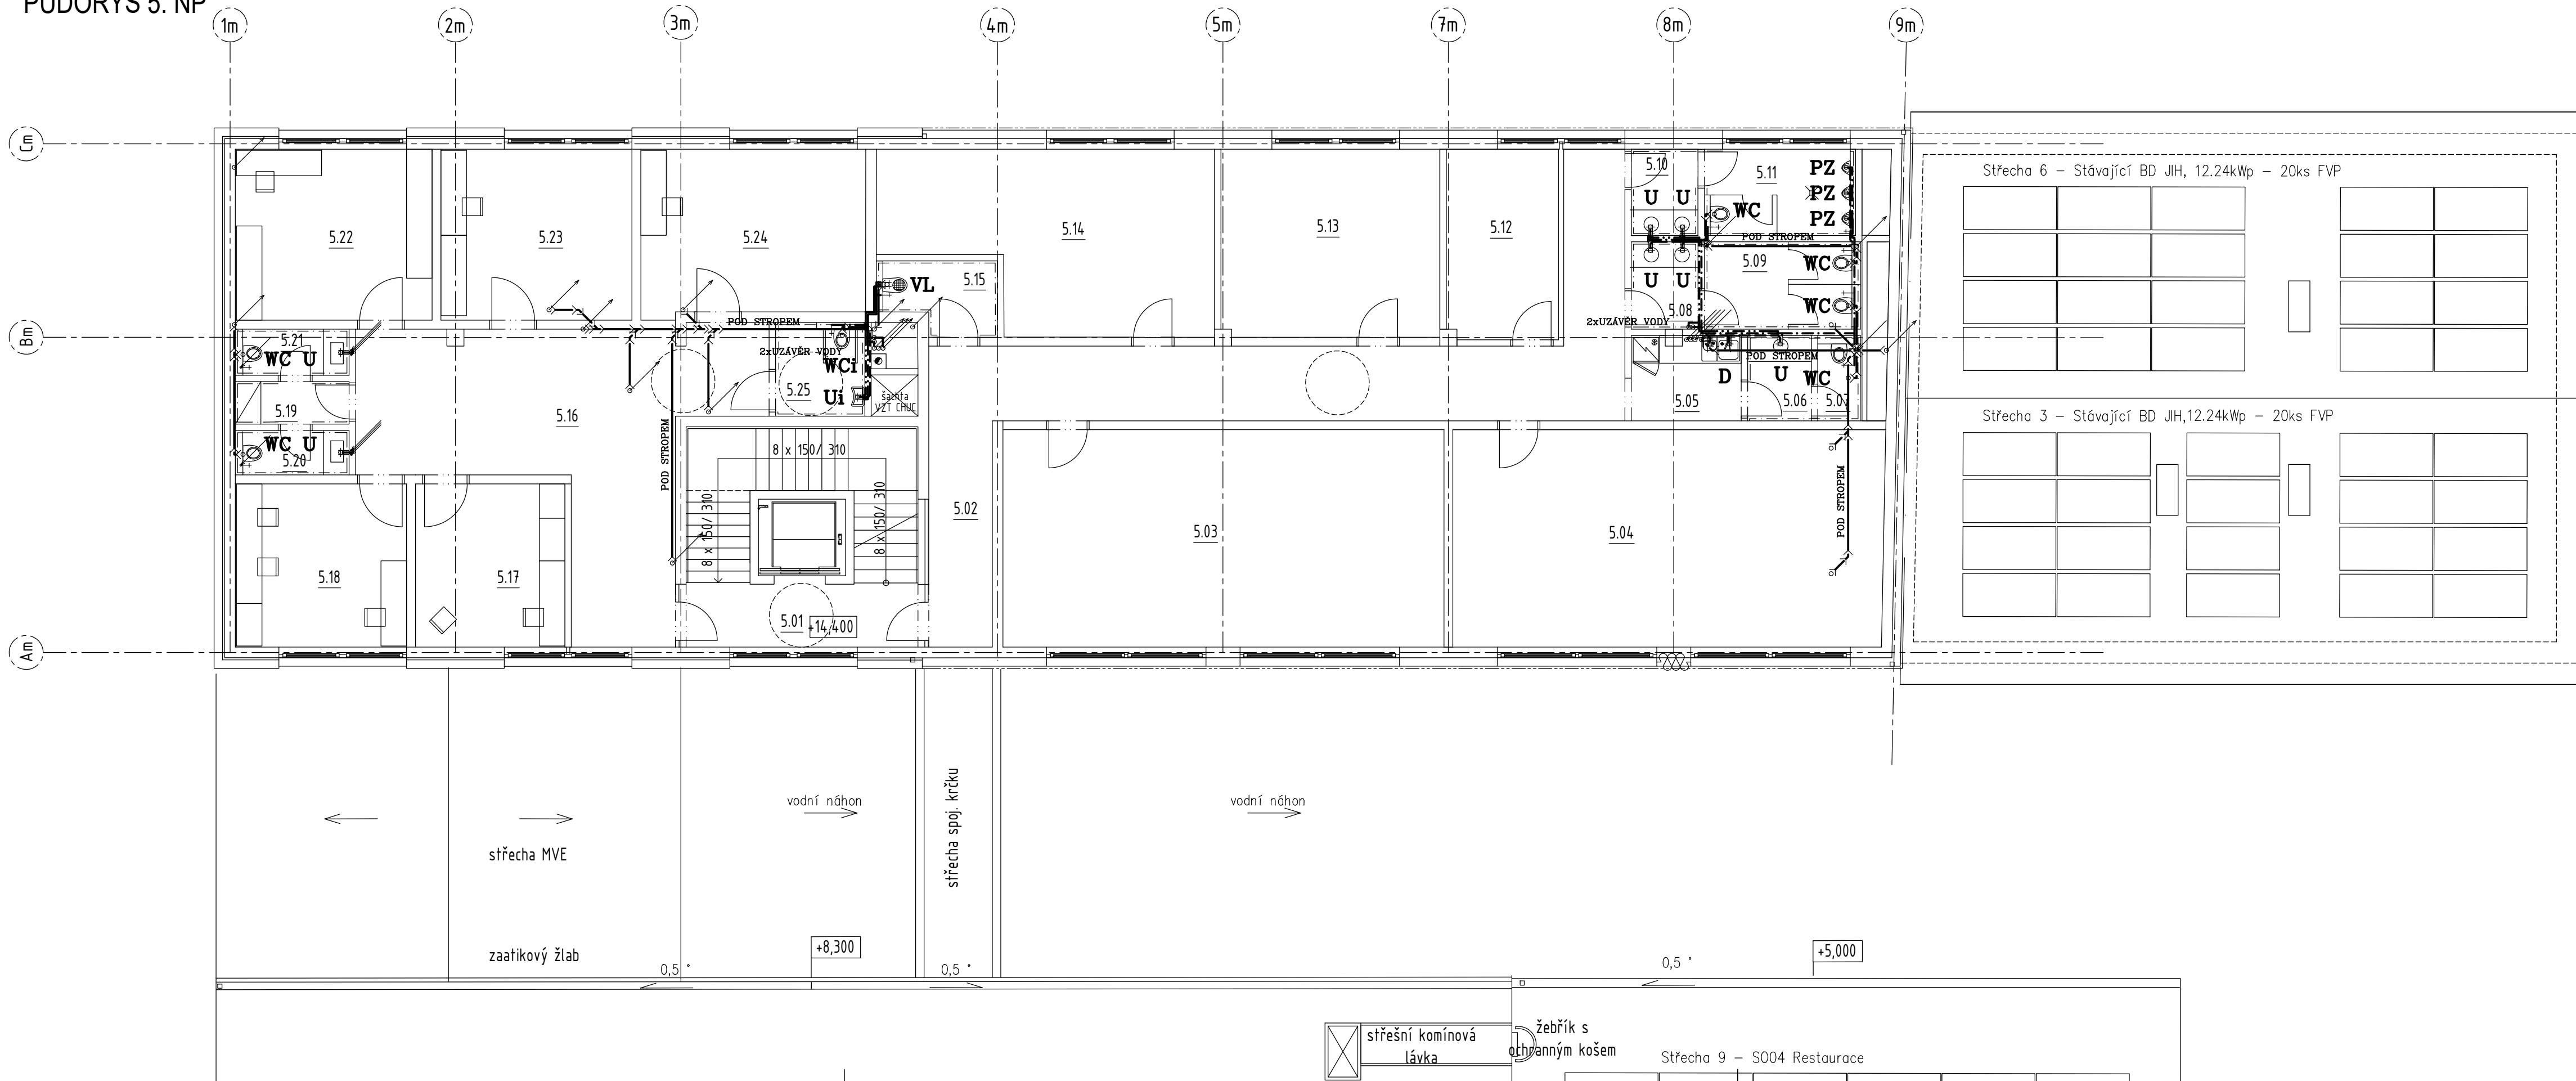 PŮDORYS 5. NP
1m
2m
3m
4m
5m
7m
8m
9m
Cm
Bm
Am
Střecha 6 - Stávající BD JIH, 12.24kWp - 20ks FVP
Střecha 3 - Stávající BD JIH,12.24kWp - 20ks FVP
5.10
5.11
PZ
PZ
PZ
U U
WC
POD STROPEM
5.22
5.23
5.24
5.14
5.13
5.12
5.09
WC
WC
U U
5.08
5.15
VL
POD STROPEM
2xUZÁVĚR VODY
2xUZÁVĚR VODY
WCi
5.25
Ui
šachta
VZT CHUC
5.21
WC U
5.19
WC U
5.20
5.16
POD STROPEM
POD STROPEM
D
U
WC
5.05
5.06
5.07
8 x 150/ 310
8 x 150/ 310
8 x 150/ 310
5.02
5.03
5.04
POD STROPEM
5.18
5.17
5.01
+14,400
vodní náhon
vodní náhon
střecha MVE
střecha spoj. krčku
zaatikový žlab
+8,300
+5,000
0,5 °
0,5 °
0,5 °
střešní komínová
lávka
žebřík s
ochranným košem
Střecha 9 - SO04 Restaurace